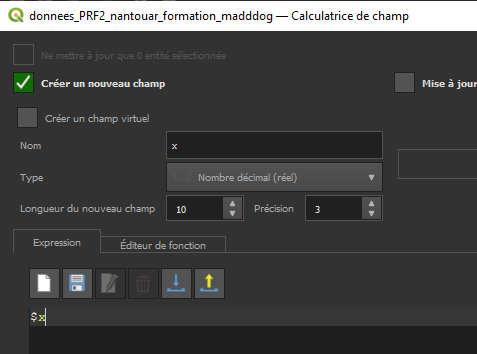 donnees_PRF2_nantouar_formation_madddog — Calculatrice de champ
Ne mettre à jour que 0 entité sélectionnée
Créer un nouveau champ
Mise à jour
Créer un champ virtuel
Nom
x
Type
1.2 Nombre décimal (réel)
Longueur du nouveau champ
10
Précision
3
Expression
Éditeur de fonction
$x